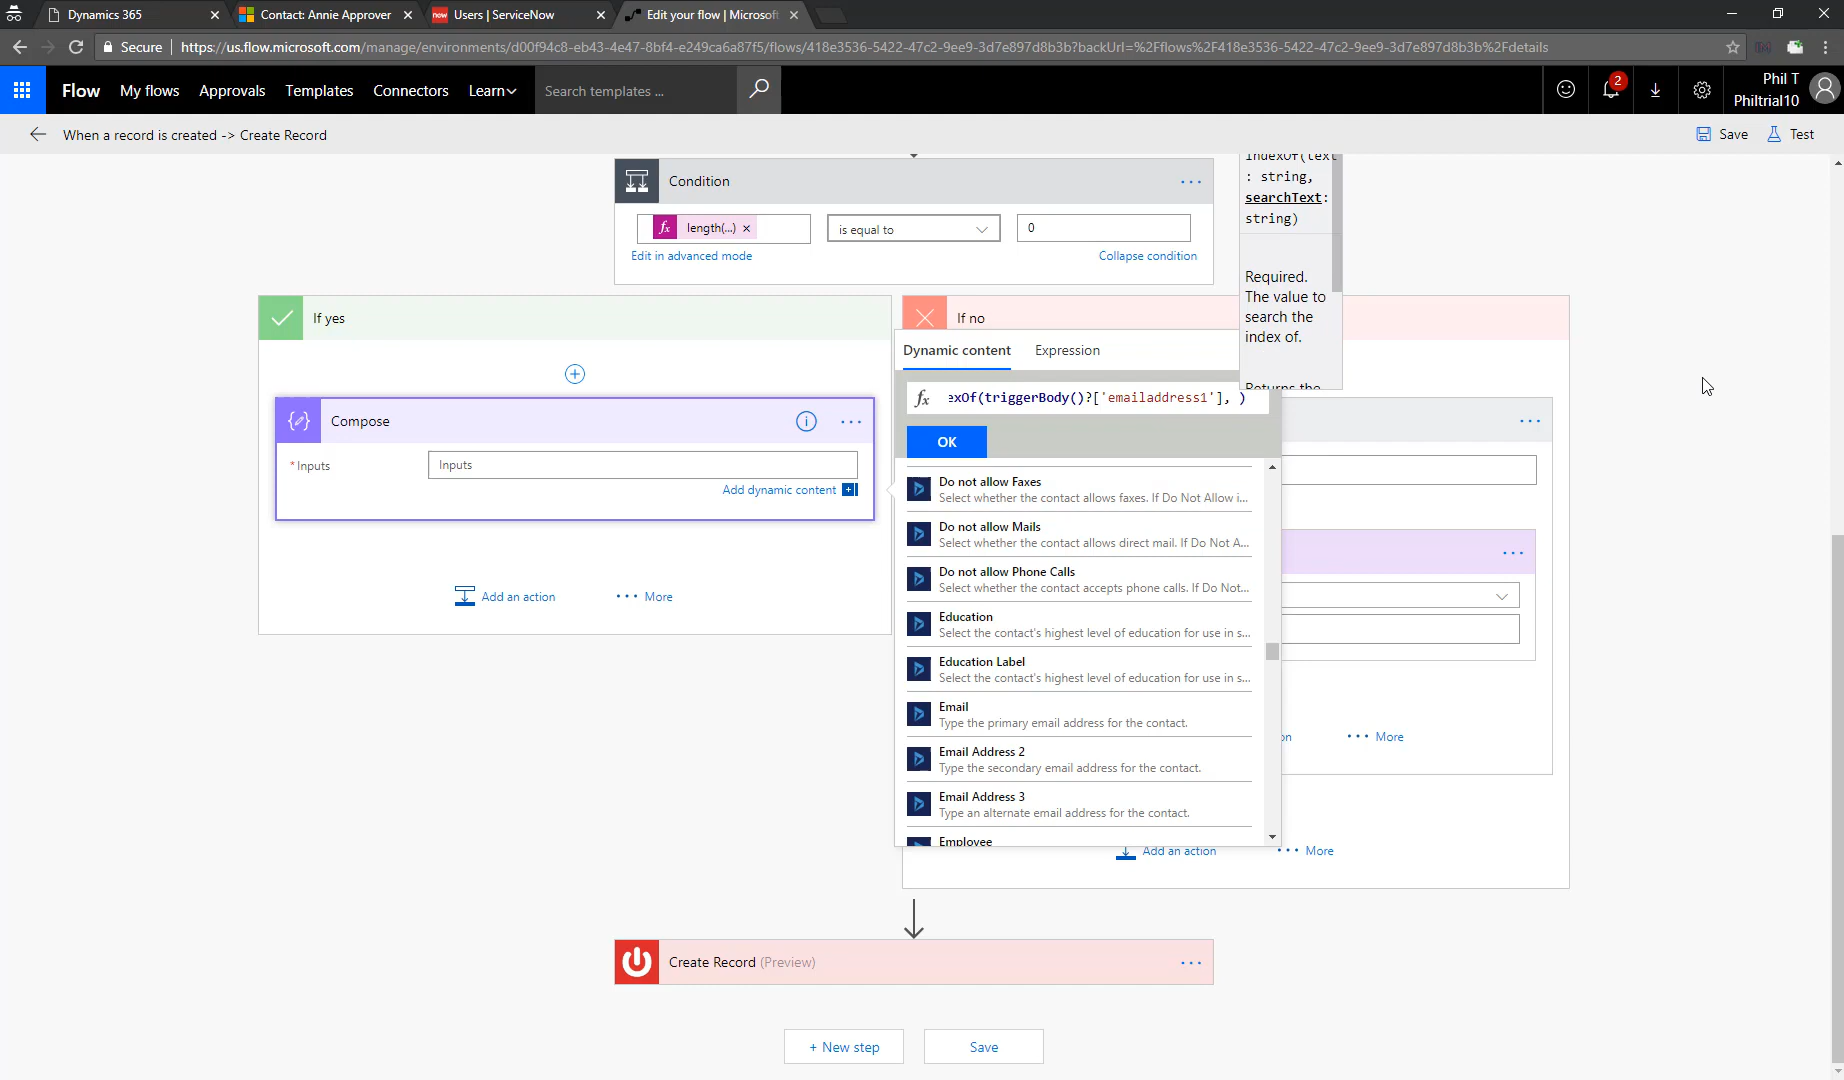 Dynamics 365
Contact: Annie Approver
now Users | ServiceNow
Edit your flow | Microsoft
Secure
https://us.flow.microsoft.com/manage/environments/d00f94c8-eb43-4e47-8bf4-e249ca6a87f5/flows/418e3536-5422-47c2-9ee9-3d7e897d8b3b?backUrl=%2Fflows%2F418e3536-5422-47c2-9ee9-3d7e897d8b3b%2Fdetails
Flow My flows Approvals Templates Connectors Learn
Search templates ...
2
Phil T
Philtrial10
When a record is created -> Create Record
Save Test
indexOf(text
: string,
searchText:
string)
Required.
The value to
search the
index of.
Returns the
Condition
fx length(...) ×
is equal to
0
Edit in advanced mode
Collapse condition
If yes
If no
Compose
* Inputs
Inputs
Add dynamic content
Add an action
More
Dynamic content Expression
fx exOf(triggerBody()?['emailaddress1'], )
OK
Do not allow Faxes
Select whether the contact allows faxes. If Do Not Allow i...
Do not allow Mails
Select whether the contact allows direct mail. If Do Not A...
Do not allow Phone Calls
Select whether the contact accepts phone calls. If Do Not...
Education
Select the contact's highest level of education for use in s...
Education Label
Select the contact's highest level of education for use in s...
Email
Type the primary email address for the contact.
Email Address 2
Type the secondary email address for the contact.
Email Address 3
Type an alternate email address for the contact.
Employee
on
More
Add an action
More
Create Record (Preview)
+ New step
Save